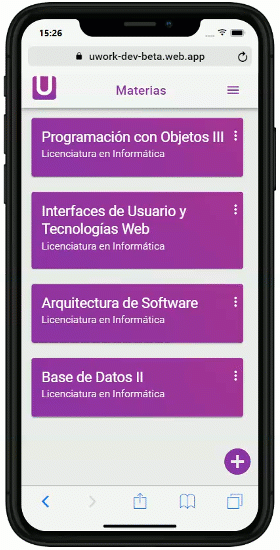 15:26
uwork-dev-beta.web.app
U
Materias
Programación con Objetos III
Licenciatura en Informática
Interfaces de Usuario y
Tecnologías Web
Licenciatura en Informática
Arquitectura de Software
Licenciatura en Informática
Base de Datos II
Licenciatura en Informática